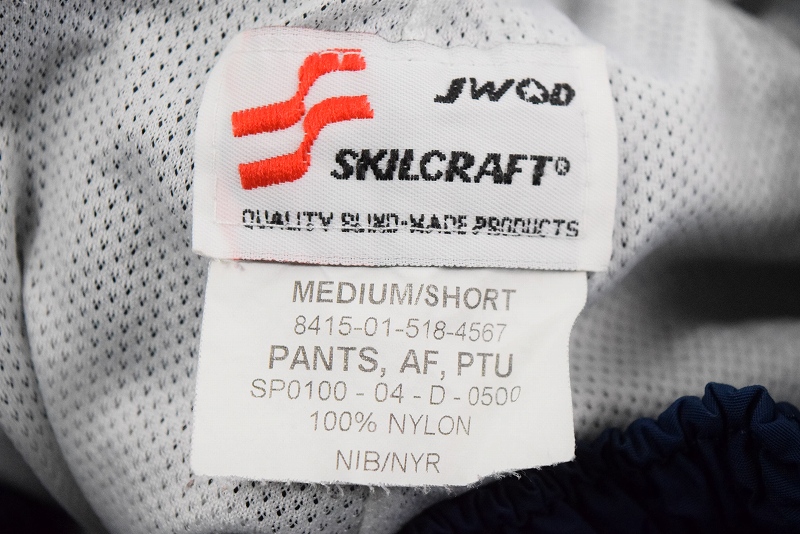 JWOD
SKILCRAFT®
QUALITY BLIND-MADE PRODUCTS
MEDIUM/SHORT
8415-01-518-4567
PANTS, AF, PTU
SP0100 - 04 - D - 0500
100% NYLON
NIB/NYR